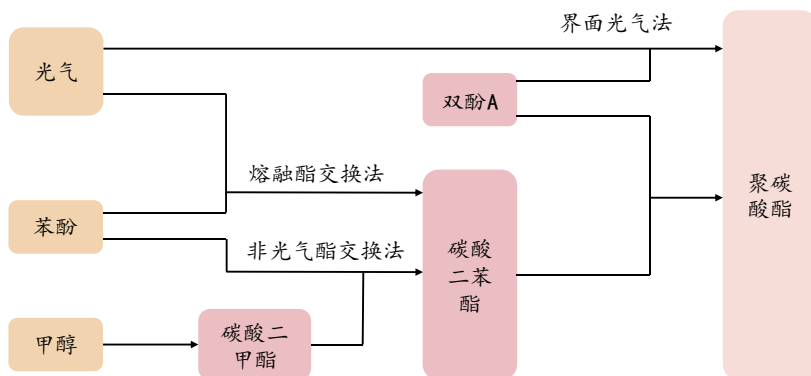 界面光气法
光气
双酚A
熔融酯交换法
聚碳
酸酯
苯酚
非光气酯交换法
碳酸
二苯
酯
甲醇
碳酸二
甲酯